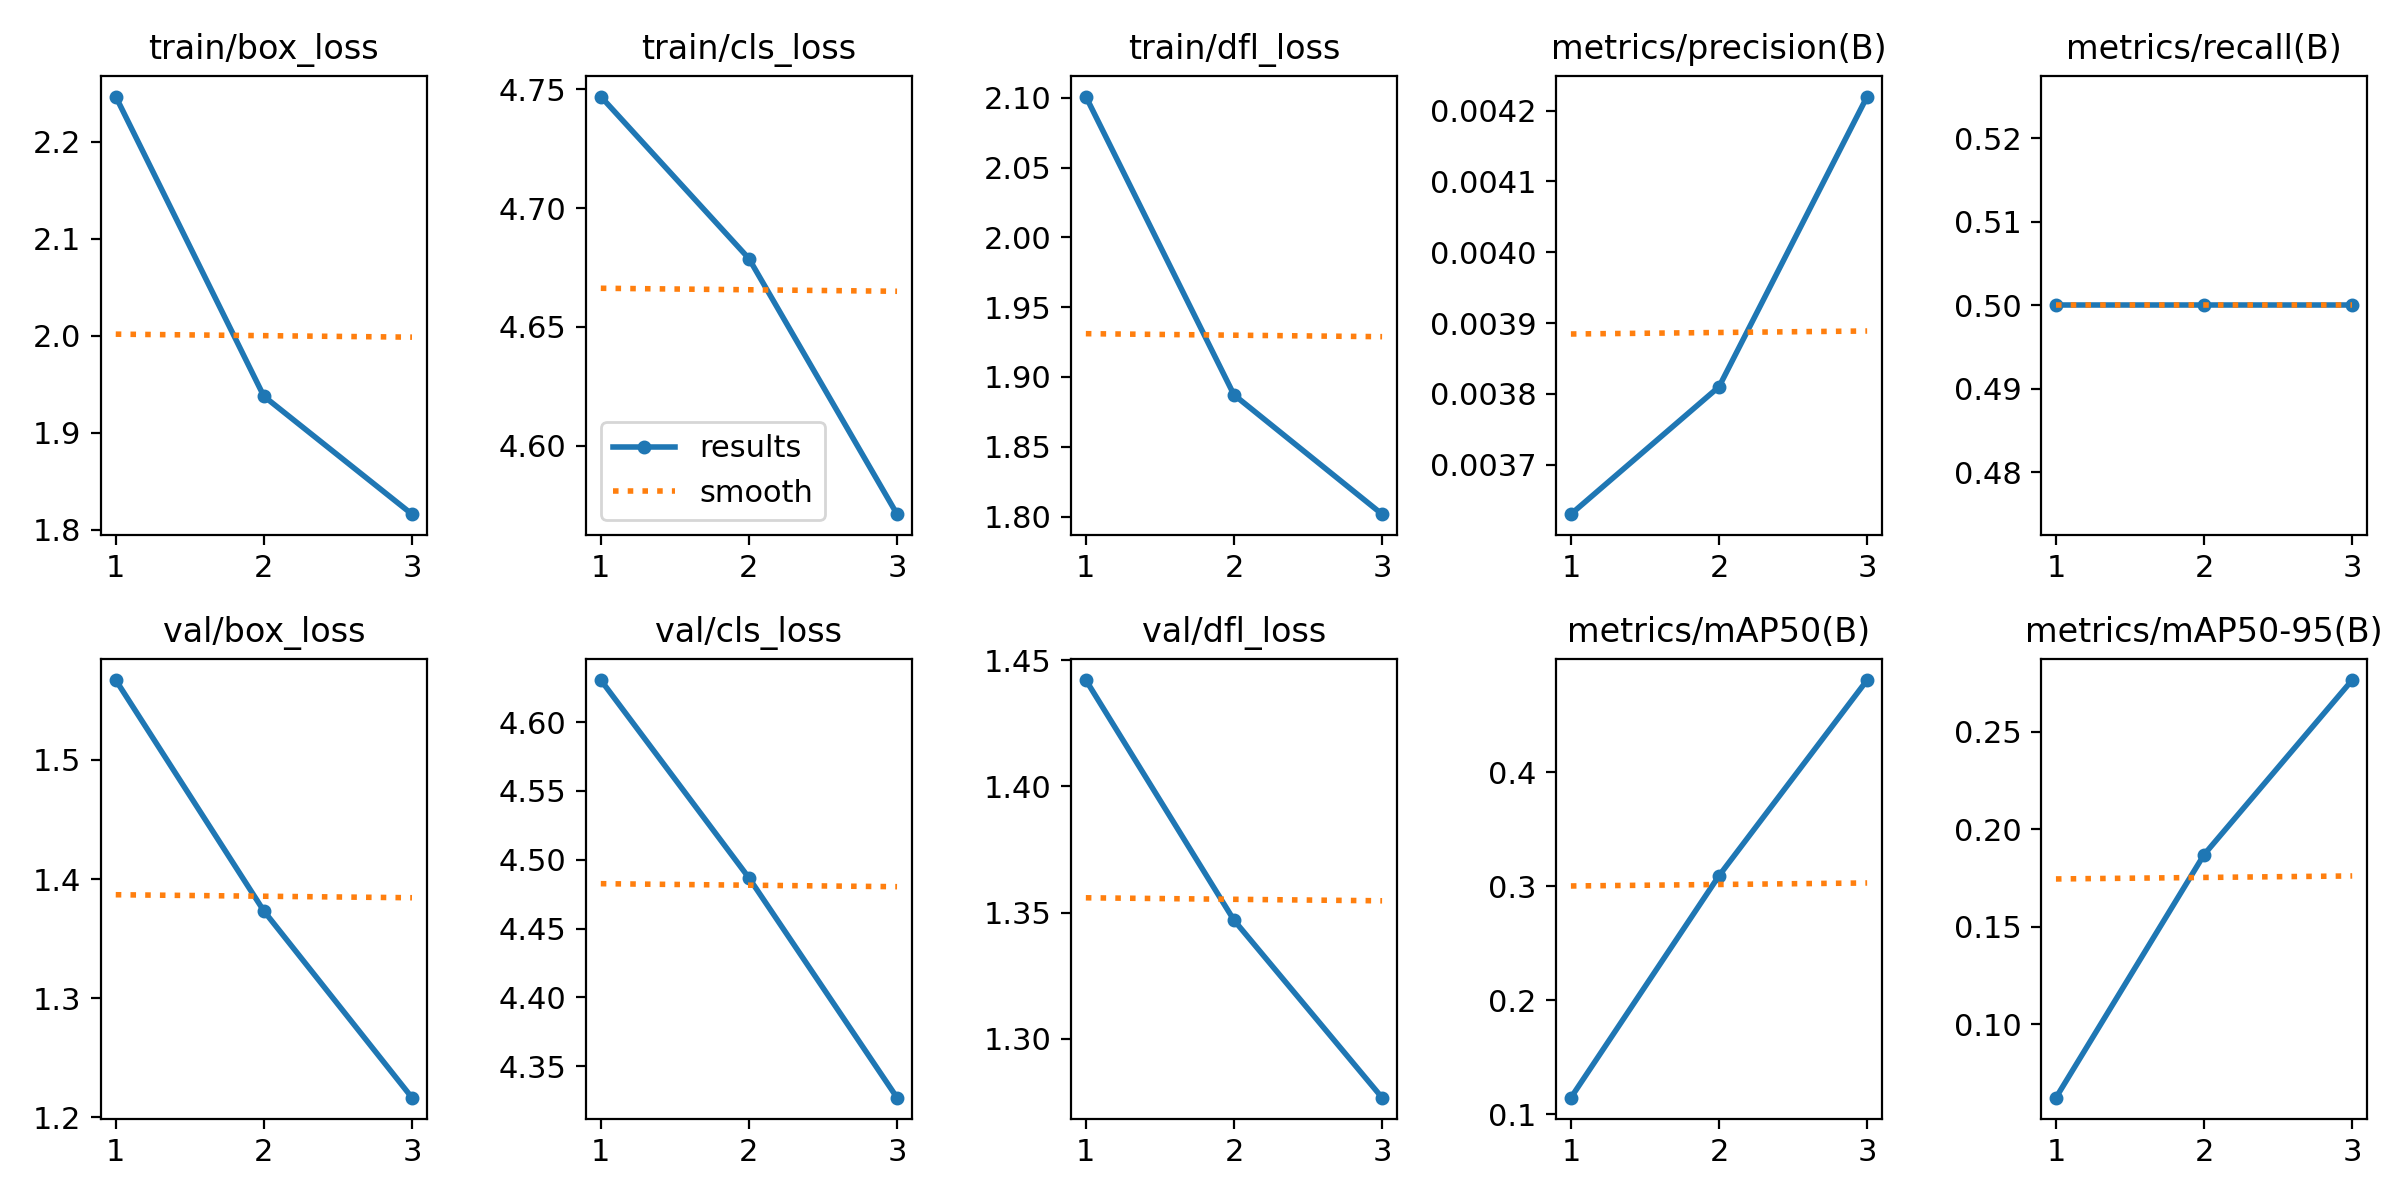 train/box_loss
2.2
2.1
2.0
1.9
1.8
1 2 3
train/cls_loss
4.75
4.70
4.65
4.60
results
smooth
1 2 3
train/dfl_loss
2.10
2.05
2.00
1.95
1.90
1.85
1.80
1 2 3
metrics/precision(B)
0.0042
0.0041
0.0040
0.0039
0.0038
0.0037
1 2 3
metrics/recall(B)
0.52
0.51
0.50
0.49
0.48
1 2 3
val/box_loss
1.5
1.4
1.3
1.2
1 2 3
val/cls_loss
4.60
4.55
4.50
4.45
4.40
4.35
1 2 3
val/dfl_loss
1.45
1.40
1.35
1.30
1 2 3
metrics/mAP50(B)
0.4
0.3
0.2
0.1
1 2 3
metrics/mAP50-95(B)
0.25
0.20
0.15
0.10
1 2 3